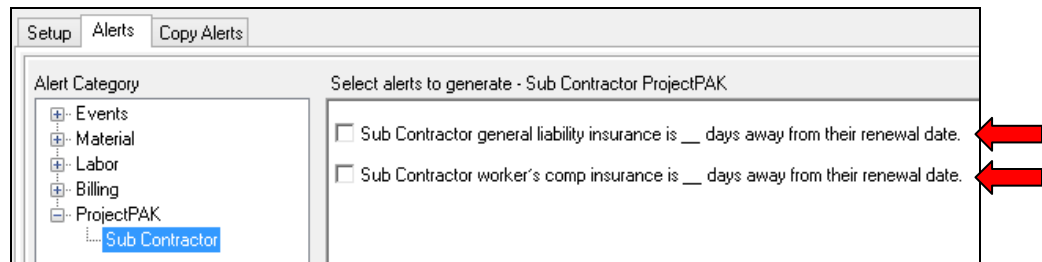 Setup Alerts Copy Alerts
Alert Category
Select alerts to generate - Sub Contractor ProjectPAK
Events
Material
Labor
Billing
ProjectPAK
Sub Contractor
Sub Contractor general liability insurance is __ days away from their renewal date.
Sub Contractor worker's comp insurance is __ days away from their renewal date.